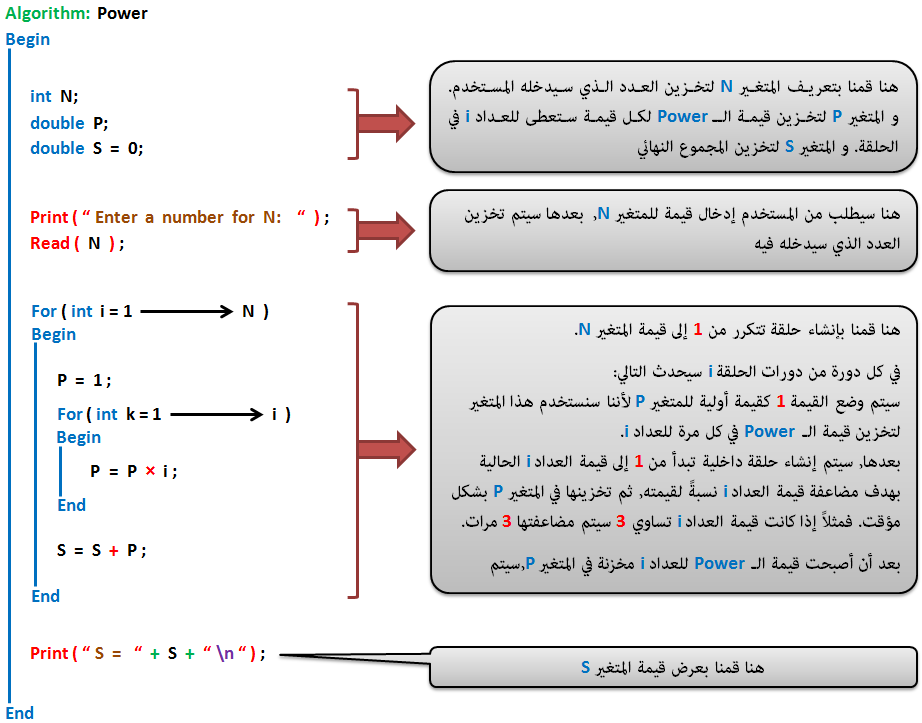 Algorithm: Power
Begin
int N;
double P;
double S = 0;
هنا قمنا بتعريف المتغير N لتخزين العدد الذي سيدخله المستخدم.
و المتغير P لتخزين قيمة الـ Power لكل قيمة ستعطى للعداد i في
الحلقة. و المتغير S لتخزين المجموع النهائي
Print ( “ Enter a number for N: “ ) ;
Read ( N ) ;
هنا سيطلب من المستخدم إدخال قيمة للمتغير N, بعدها سيتم تخزين
العدد الذي سيدخله فيه
For ( int i = 1 → N )
Begin
P = 1 ;
For ( int k = 1 → i )
Begin
P = P × i ;
End
S = S + P ;
End
هنا قمنا بإنشاء حلقة تتكرر من 1 إلى قيمة المتغير N.
في كل دورة من دورات الحلقة i سيحدث التالي:
سيتم وضع القيمة 1 كقيمة أولية للمتغير P لأننا سنستخدم هذا المتغير
لتخزين قيمة الـ Power في كل مرة للعداد i.
بعدها, سيتم إنشاء حلقة داخلية تبدأ من 1 إلى قيمة العداد i الحالية
بهدف مضاعفة قيمة العداد i نسبةً لقيمته, ثم تخزينها في المتغير P بشكل
مؤقت. فمثلاً إذا كانت قيمة العداد i تساوي 3 سيتم مضاعفتها 3 مرات.
بعد أن أصبحت قيمة الـ Power للعداد i مخزنة في المتغير P,سيتم
Print ( “ S = “ + S + “ \n “ ) ;
هنا قمنا بعرض قيمة المتغير S
End